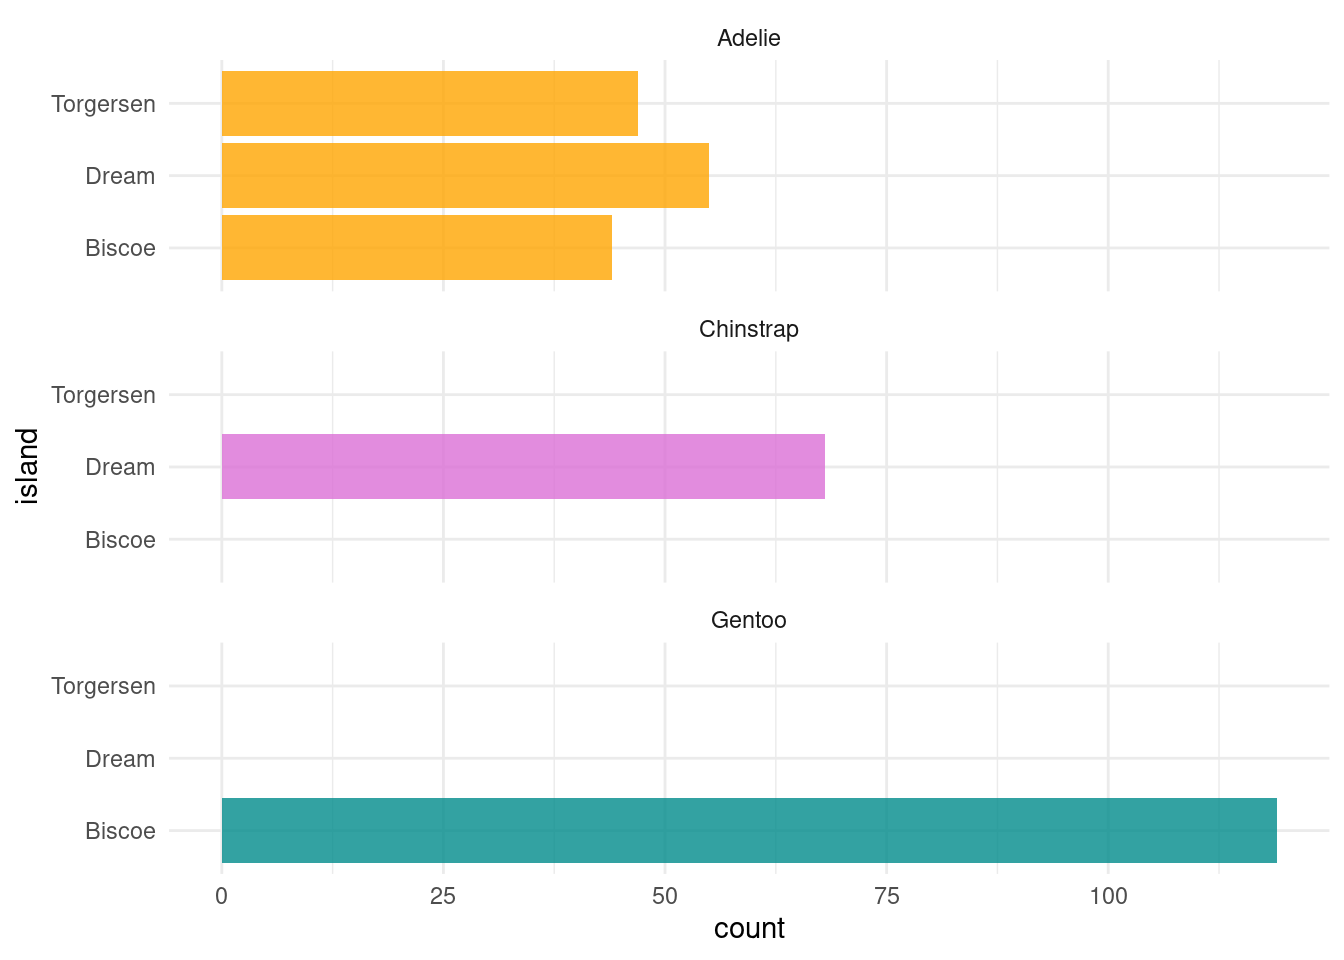 Adelie
Torgersen
Dream
Biscoe
Chinstrap
Torgersen
Dream
Biscoe
island
Gentoo
Torgersen
Dream
Biscoe
0 25 50 75 100
count